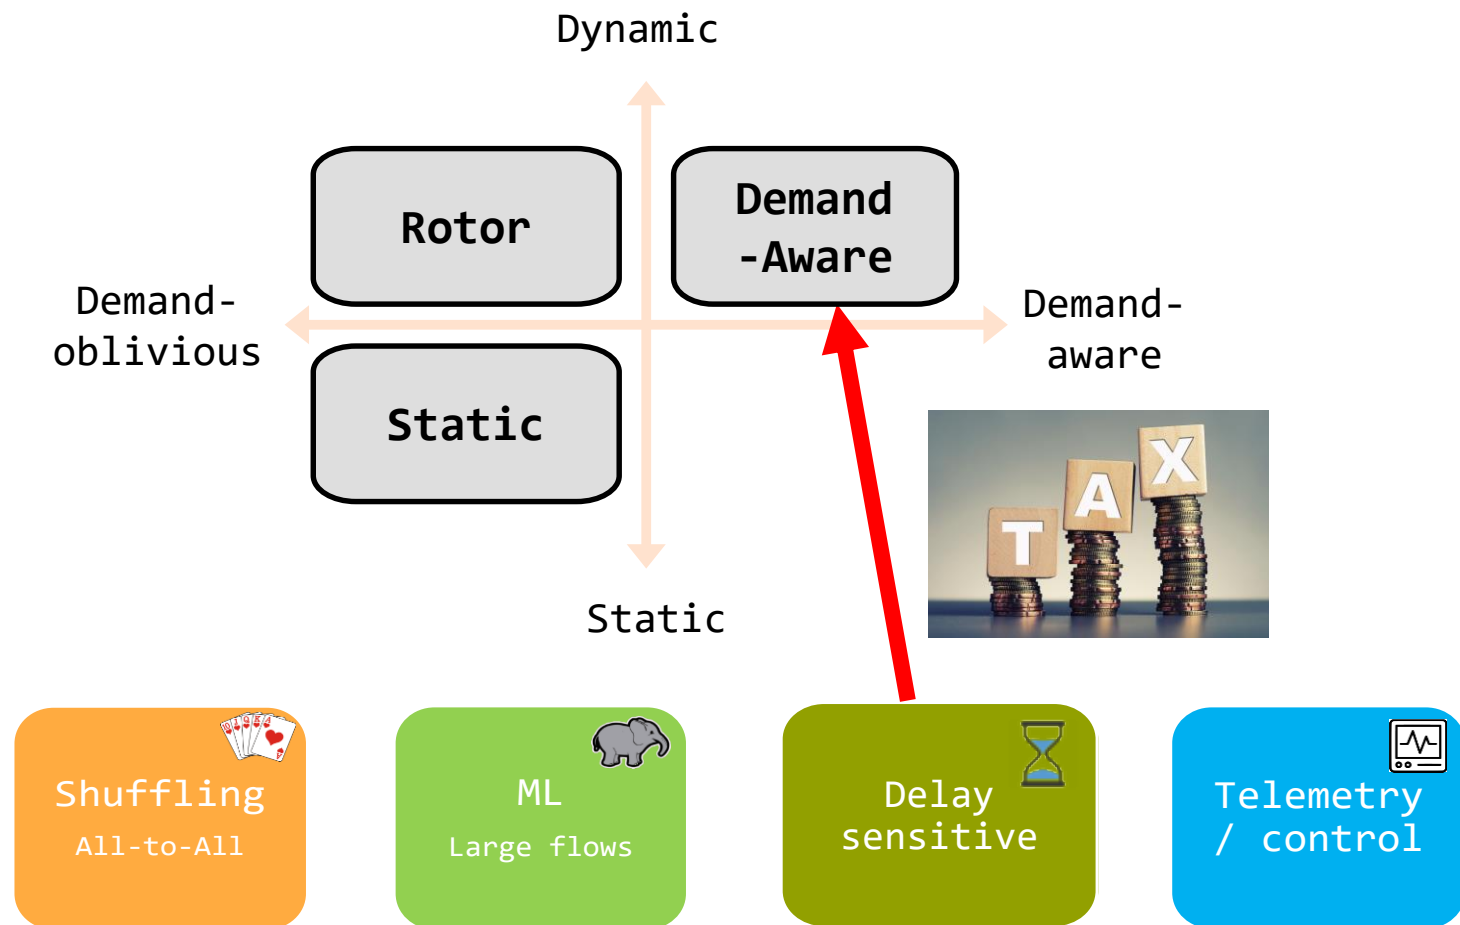 Dynamic
Rotor
Demand
-Aware
Demand-
oblivious
Demand-
aware
Static
T A X
Static
Shuffling
All-to-All
ML
Large flows
Delay
sensitive
Telemetry
/ control